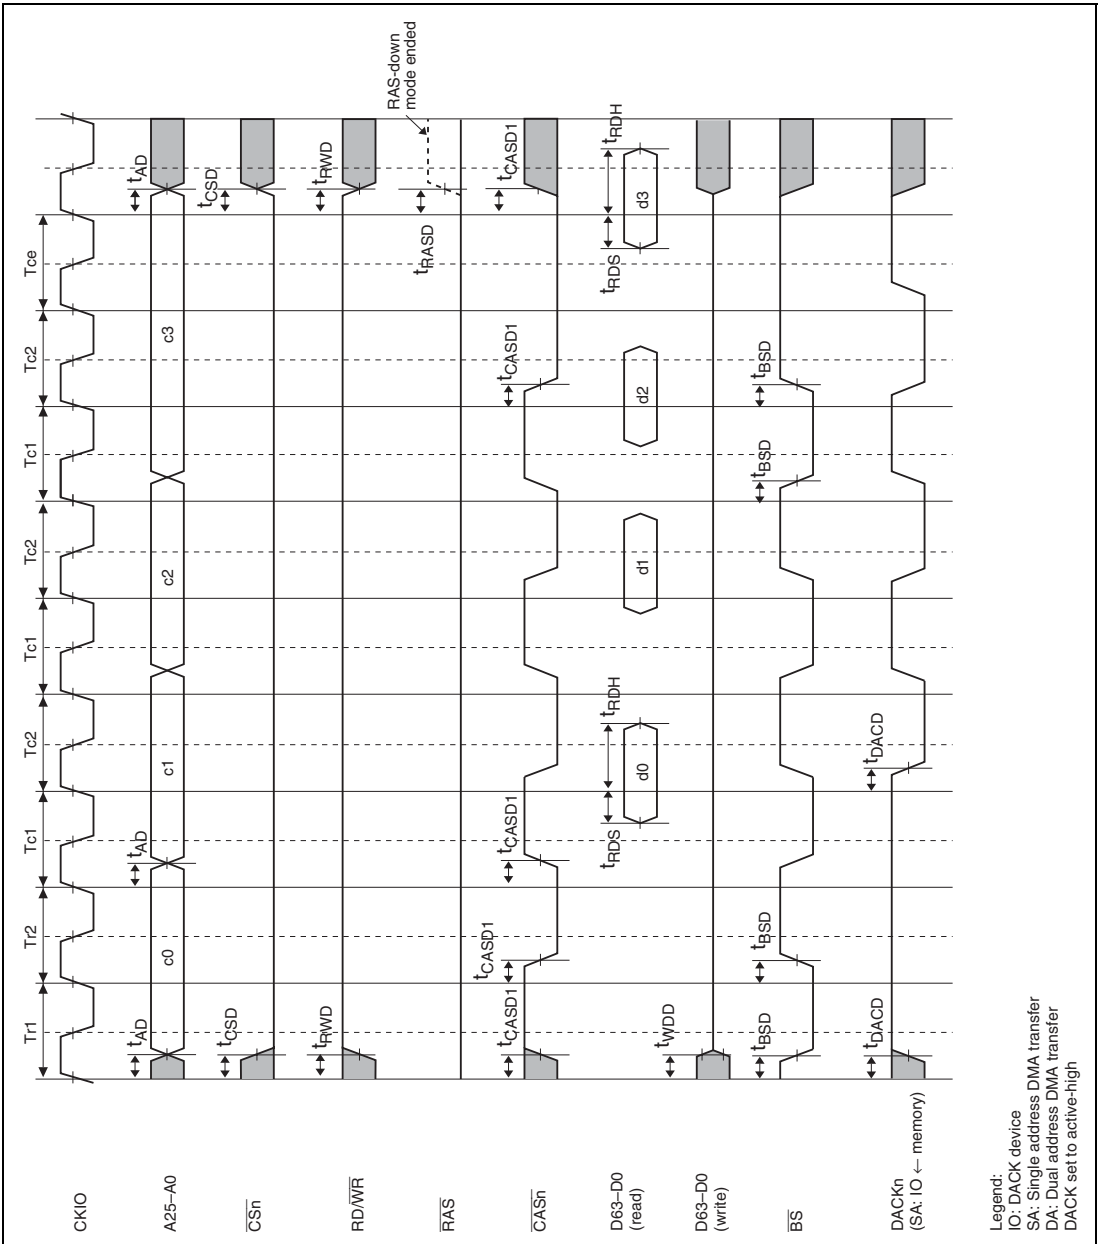 Tr1 Tr2 Tc1 Tc2 Tc1 Tc2 Tc1 Tc2 Tce
CKIO
tAD tAD tAD
A25–A0 c0 c1 c2 c3
tCSD tCSD
CSn
tRWD tRWD
RD/WR
RAS-down
mode ended
tRASD
RAS
tCASD1 tCASD1 tCASD1 tCASD1 tCASD1
CASn
tRDS tRDH tRDS tRDH
D63–D0 d0 d1 d2 d3
(read)
tWDD
D63–D0
(write)
tBSD tBSD tBSD tBSD
BS
tDACD tDACD
DACKn
(SA: IO ← memory)
Legend:
IO: DACK device
SA: Single address DMA transfer
DA: Dual address DMA transfer
DACK set to active-high